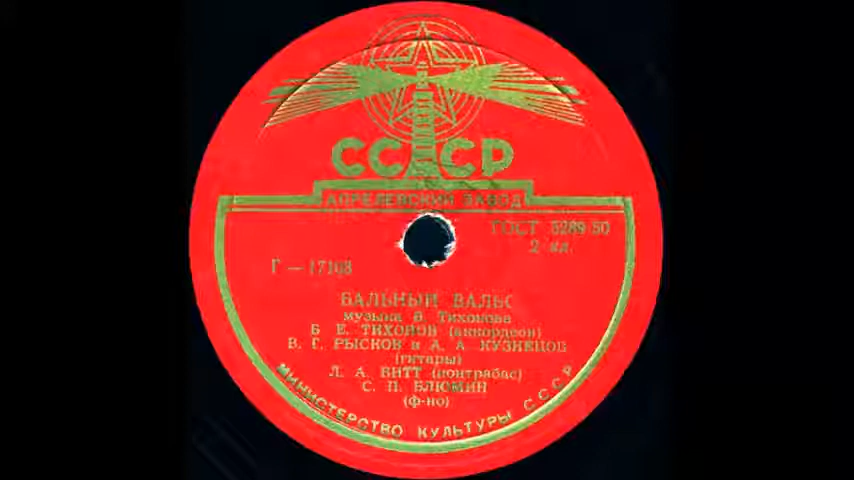 СССР
АПРЕЛЕВСКИЙ ЗАВОД
ГОСТ 5289-50
2 кл.
Г — 17103
БАЛЬНЫЙ ВАЛЬС
музыка Тихонова
Б. Е. ТИХОНОВ (аккордеон)
В. Г. РЫСКОВ и А. А. КУЗНЕЦОВ
(гитары)
Л. А. ВИТТ (контрабас)
С. П. БЛЮМИН
(ф-но)
МИНИСТЕРСТВО КУЛЬТУРЫ СССР